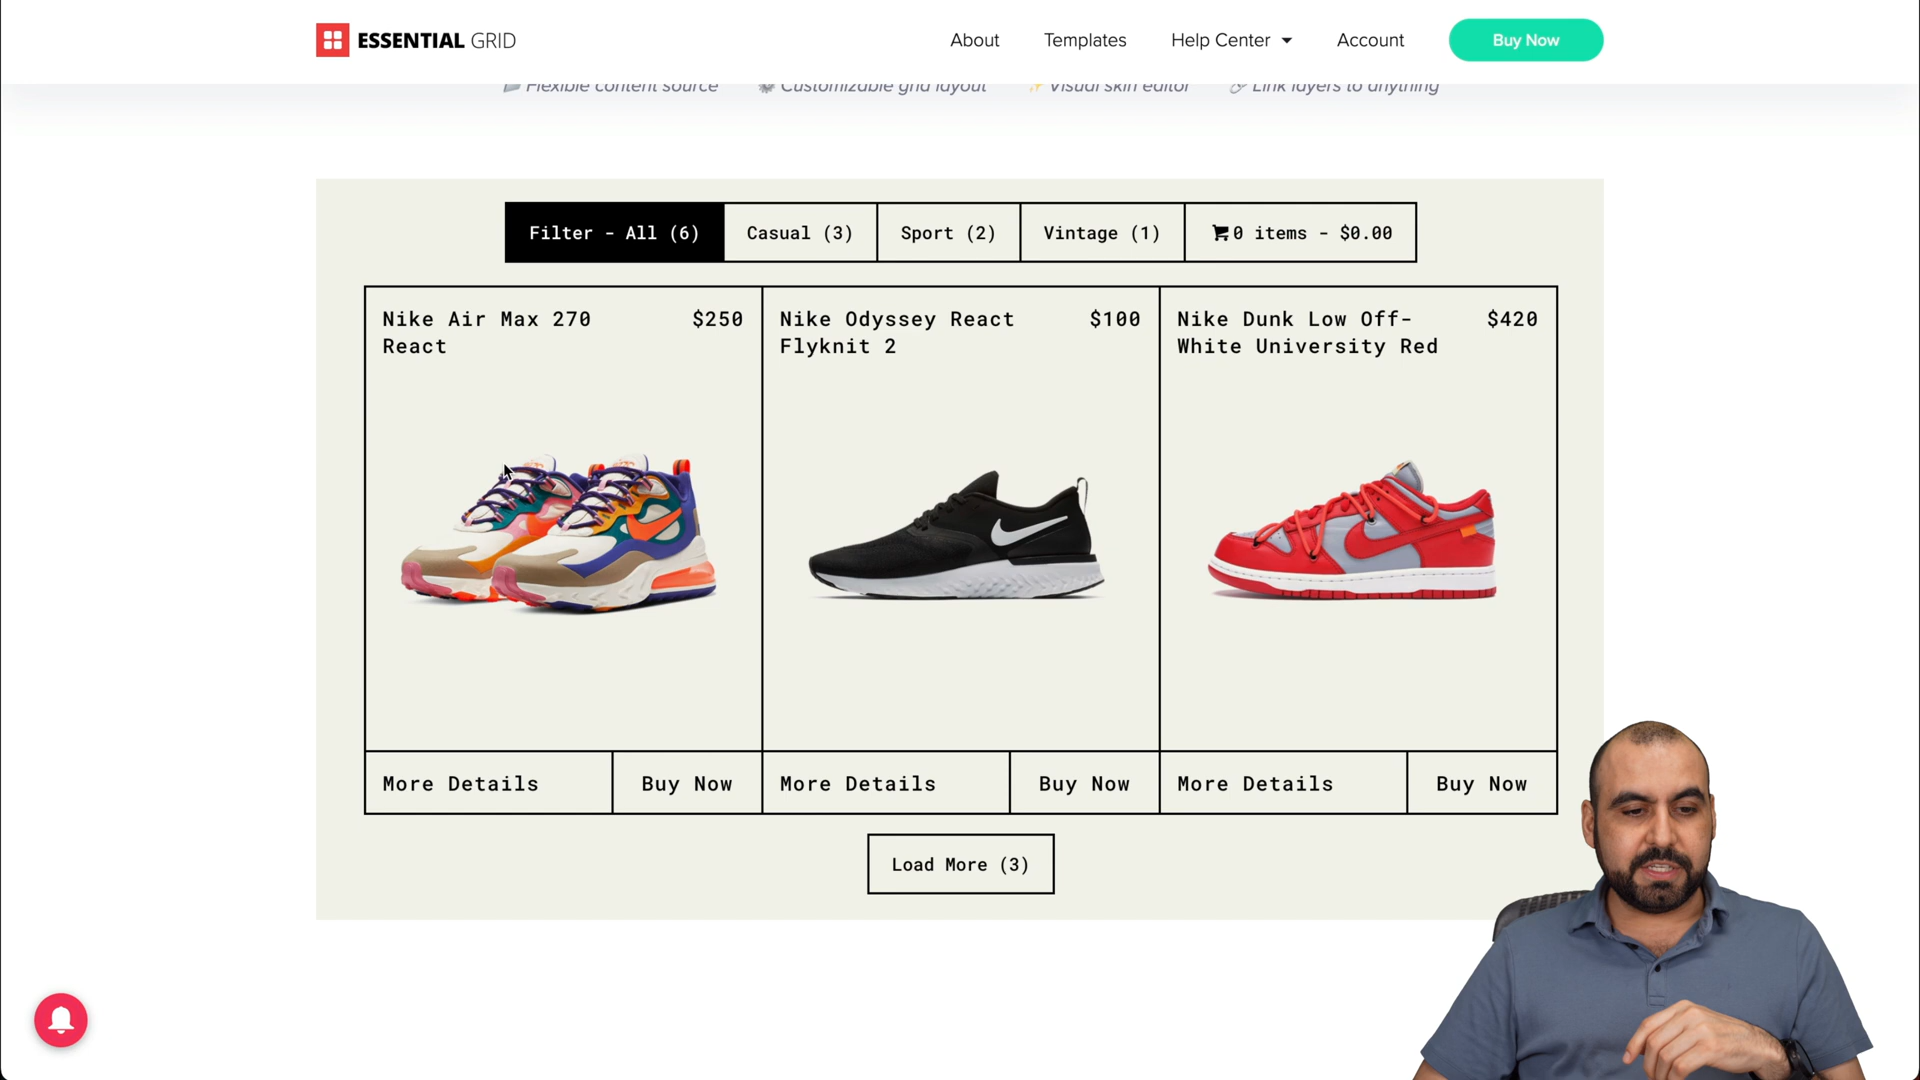 ESSENTIAL GRID
About
Templates
Help Center
Account
Buy Now
Flexible content source
Customizable grid layout
Visual skin editor
Link layers to anything
Filter - All (6)
Casual (3)
Sport (2)
Vintage (1)
0 items - $0.00
Nike Air Max 270
React
$250
Nike Odyssey React
Flyknit 2
$100
Nike Dunk Low Off-
White University Red
$420
More Details
Buy Now
More Details
Buy Now
More Details
Buy Now
Load More (3)